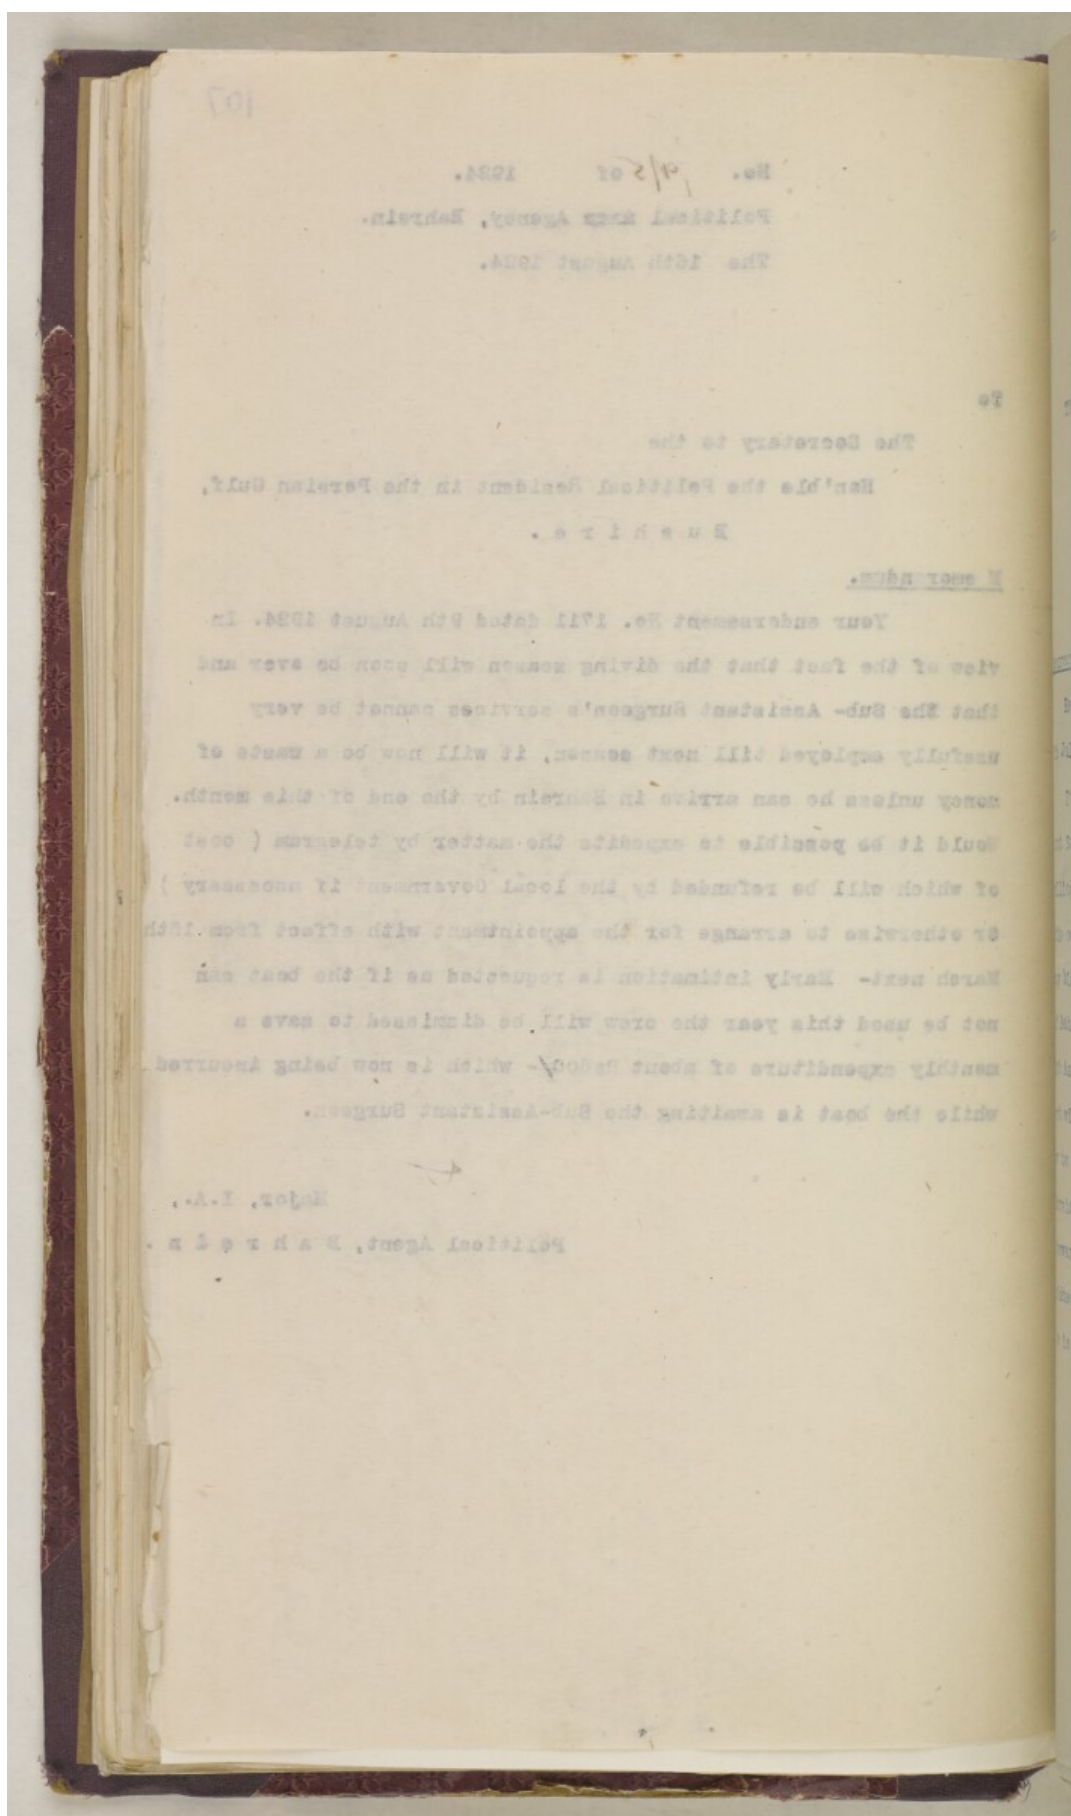 107
No. of 1924.
Political Agency, Bahrain.
The 16th August 1924.
To
The Secretary to the
Hon'ble the Political Resident in the Persian Gulf,
B u s h i r e .
M emorandum.
Your endorsement No. 1711 dated 9th August 1924. In
view of the fact that the diving season will soon be over and
that the Sub- Assistant Surgeon's services cannot be very
usefully employed till next season, it will now be a waste of
money unless he can arrive in Bahrein by the end of this month.
Would it be possible to expedite the matter by telegram ( cost
of which will be refunded by the local Government if necessary )
or otherwise to arrange for the appointment with effect from 15th
March next- Early intimation is requested as if the boat can
not be used this year the crew will be dismissed to save a
monthly expenditure of about - which is now being incurred
while the boat is awaiting the Sub-Assistant Surgeon.
Major, I.A.,
Political Agent, B a h r e i n .